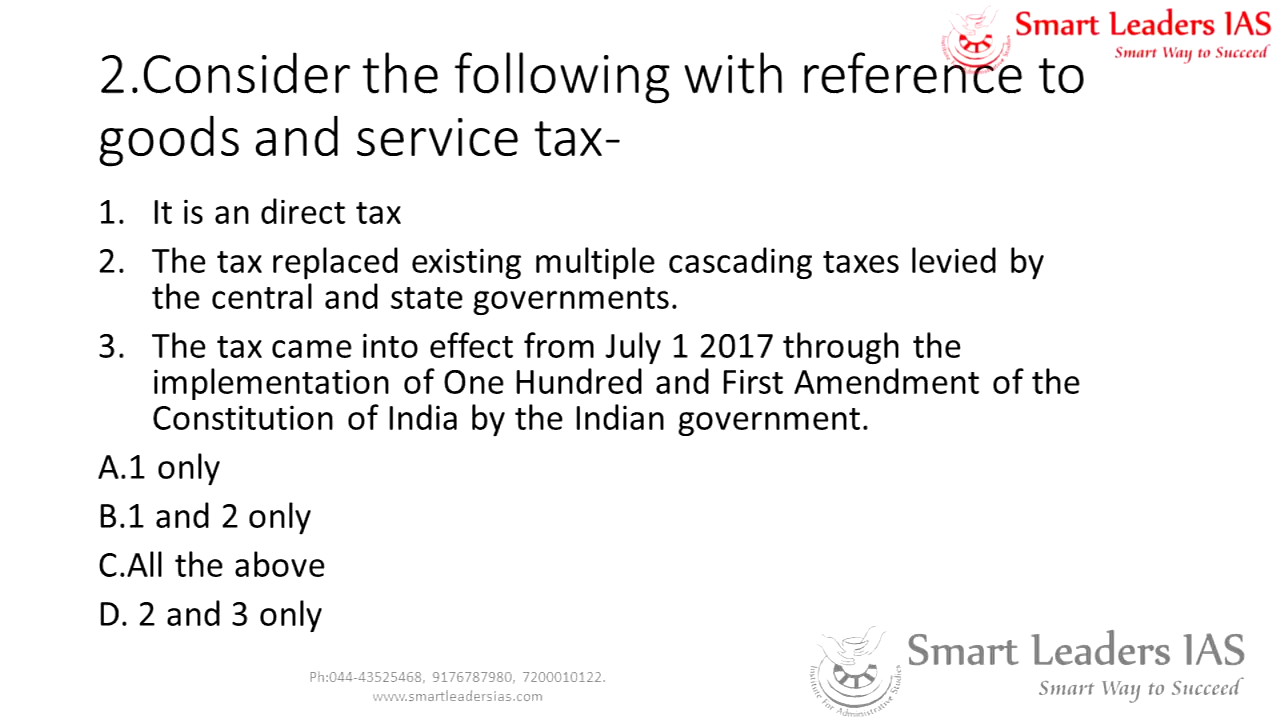 Smart Leaders IAS
Smart Way to Succeed
2.Consider the following with reference to
goods and service tax-
1. It is an direct tax
2. The tax replaced existing multiple cascading taxes levied by
the central and state governments.
3. The tax came into effect from July 1 2017 through the
implementation of One Hundred and First Amendment of the
Constitution of India by the Indian government.
A.1 only
B.1 and 2 only
C.All the above
D. 2 and 3 only
Ph:044-43525468, 9176787980, 7200010122.
www.smartleadersias.com
Institute For Administrative Studies
Smart Leaders IAS
Smart Way to Succeed